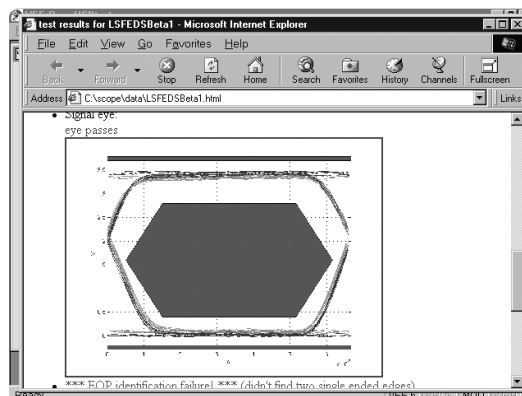 test results for LSFEDSBeta1 - Microsoft Internet Explorer
File Edit View Go Favorites Help
Back Forward Stop Refresh Home Search Favorites History Channels Fullscreen
Address C:\scope\data\LSFEDSBeta1.html Links
Signal eye:
eye passes
*** EOP identification failure! *** (didn't find two single ended edges)
Ready